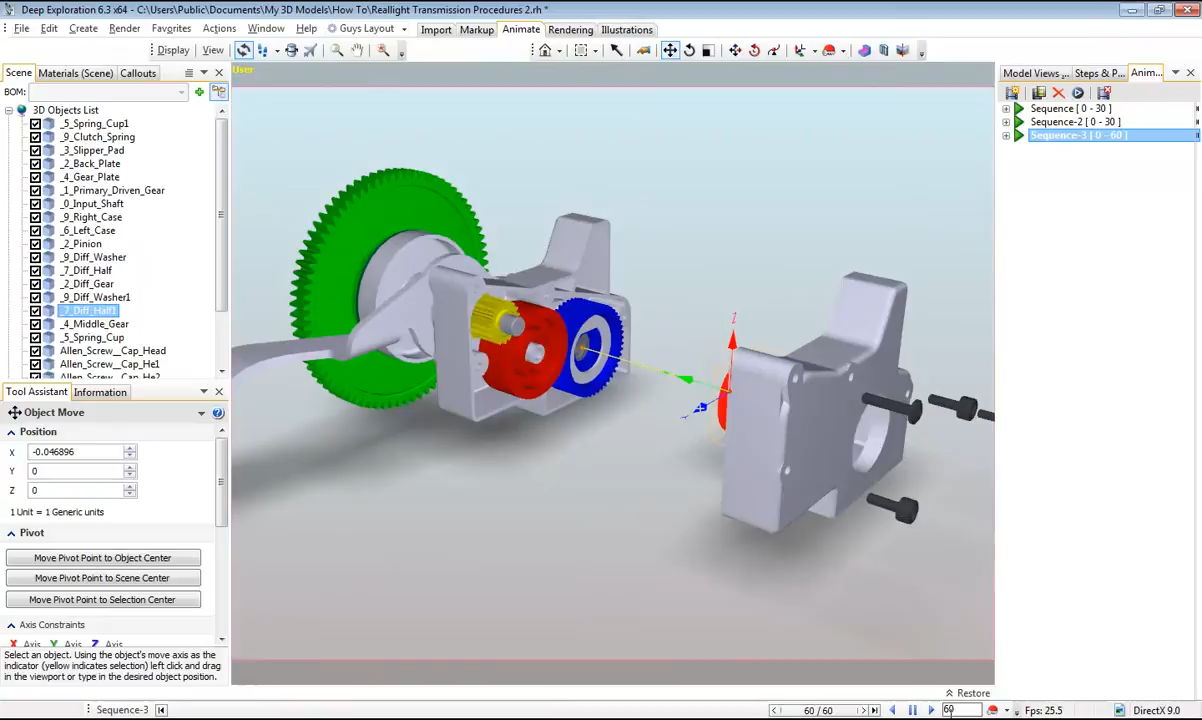 Deep Exploration 6.3 x64 - C:\Users\Public\Documents\My 3D Models\How To\Reallight Transmission Procedures 2.rh *
File Edit Create Render Favorites Actions Window Help Guys Layout Import Markup Animate Rendering Illustrations
Display View
Scene Materials (Scene) Callouts
User
Model Views ... Steps & P... Anim...
BOM:
3D Objects List
_5_Spring_Cup1
_9_Clutch_Spring
_3_Slipper_Pad
_2_Back_Plate
_4_Gear_Plate
_1_Primary_Driven_Gear
_0_Input_Shaft
_9_Right_Case
_6_Left_Case
_2_Pinion
_9_Diff_Washer
_7_Diff_Half
_2_Diff_Gear
_9_Diff_Washer1
_7_Diff_Half1
_4_Middle_Gear
_5_Spring_Cup
Allen_Screw__Cap_Head
Allen_Screw__Cap_He1
Allen_Screw__Cap_He2
Sequence [ 0 - 30 ]
Sequence-2 [ 0 - 30 ]
Sequence-3 [ 0 - 60 ]
Tool Assistant Information
Object Move
Position
X -0.046896
Y 0
Z 0
1 Unit = 1 Generic units
Pivot
Move Pivot Point to Object Center
Move Pivot Point to Scene Center
Move Pivot Point to Selection Center
Axis Constraints
X Axis Y Axis Z Axis
Select an object. Using the object's move axis as the
indicator (yellow indicates selection) left click and drag
in the viewport or type in the desired object position.
Restore
Sequence-3 60 / 60 60 Fps: 25.5 DirectX 9.0